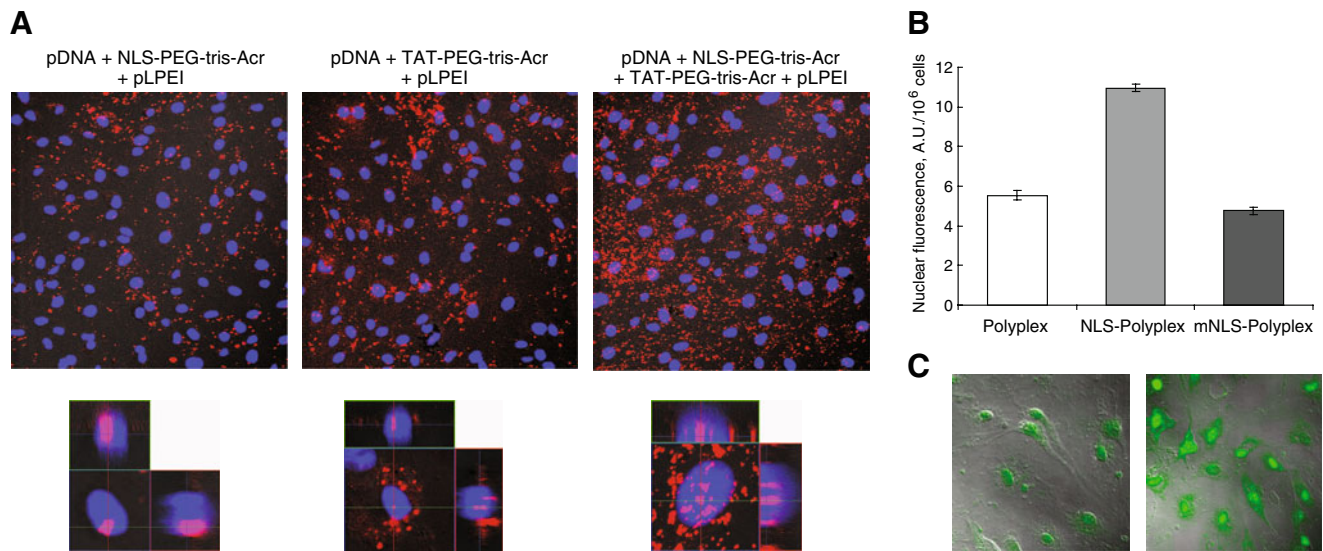 A
pDNA + NLS-PEG-tris-Acr
+ pLPEI
pDNA + TAT-PEG-tris-Acr
+ pLPEI
pDNA + NLS-PEG-tris-Acr
+ TAT-PEG-tris-Acr + pLPEI
B
Nuclear fluorescence, A.U./10⁶ cells
12
10
8
6
4
2
0
Polyplex
NLS-Polyplex
mNLS-Polyplex
C